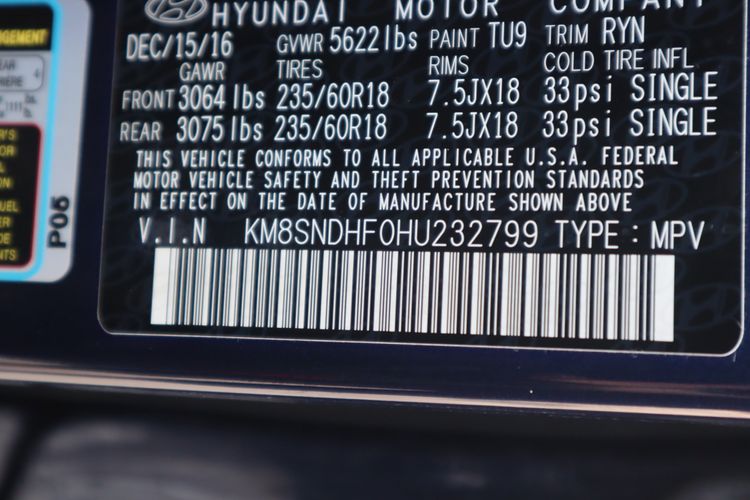 HYUNDAI MOTOR COMPANY
DEC/15/16 GVWR 5622 lbs PAINT TU9 TRIM RYN
GAWR TIRES RIMS COLD TIRE INFL
FRONT 3064 lbs 235/60R18 7.5JX18 33psi SINGLE
REAR 3075 lbs 235/60R18 7.5JX18 33psi SINGLE
THIS VEHICLE CONFORMS TO ALL APPLICABLE U.S.A. FEDERAL
MOTOR VEHICLE SAFETY AND THEFT PREVENTION STANDARDS
IN EFFECT ON THE DATE OF MANUFACTURE SHOWN ABOVE
V.I.N KM8SNDHF0HU232799 TYPE : MPV
P05